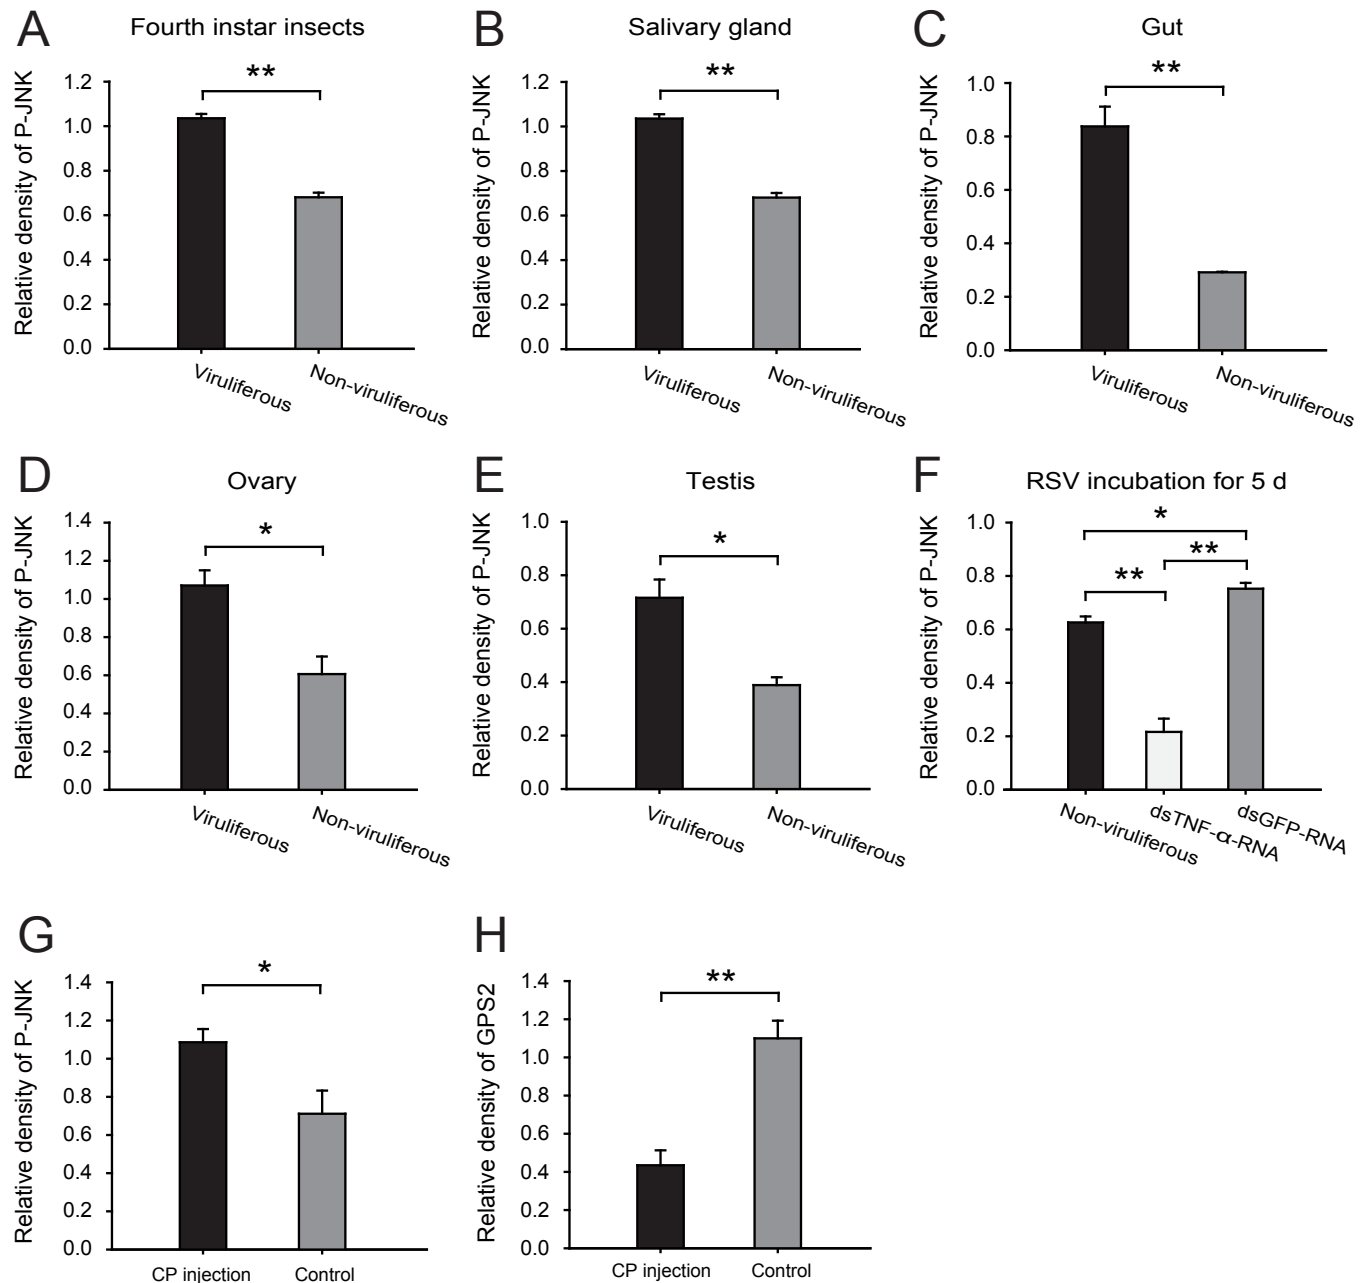 A
Fourth instar insects
Relative density of P-JNK
1.2
1.0
0.8
0.6
0.4
0.2
0.0
**
Viruliferous
Non-viruliferous
B
Salivary gland
Relative density of P-JNK
1.2
1.0
0.8
0.6
0.4
0.2
0.0
**
Viruliferous
Non-viruliferous
C
Gut
Relative density of P-JNK
1.0
0.8
0.6
0.4
0.2
0.0
**
Viruliferous
Non-viruliferous
D
Ovary
Relative density of P-JNK
1.4
1.2
1.0
0.8
0.6
0.4
0.2
0.0
*
Viruliferous
Non-viruliferous
E
Testis
Relative density of P-JNK
1.0
0.8
0.6
0.4
0.2
0.0
*
Viruliferous
Non-viruliferous
F
RSV incubation for 5 d
Relative density of P-JNK
1.0
0.8
0.6
0.4
0.2
0.0
*
**
**
Non-viruliferous
dsTNF-α-RNA
dsGFP-RNA
G
Relative density of P-JNK
1.4
1.2
1.0
0.8
0.6
0.4
0.2
0.0
*
CP injection
Control
H
Relative density of GPS2
1.4
1.2
1.0
0.8
0.6
0.4
0.2
0.0
**
CP injection
Control